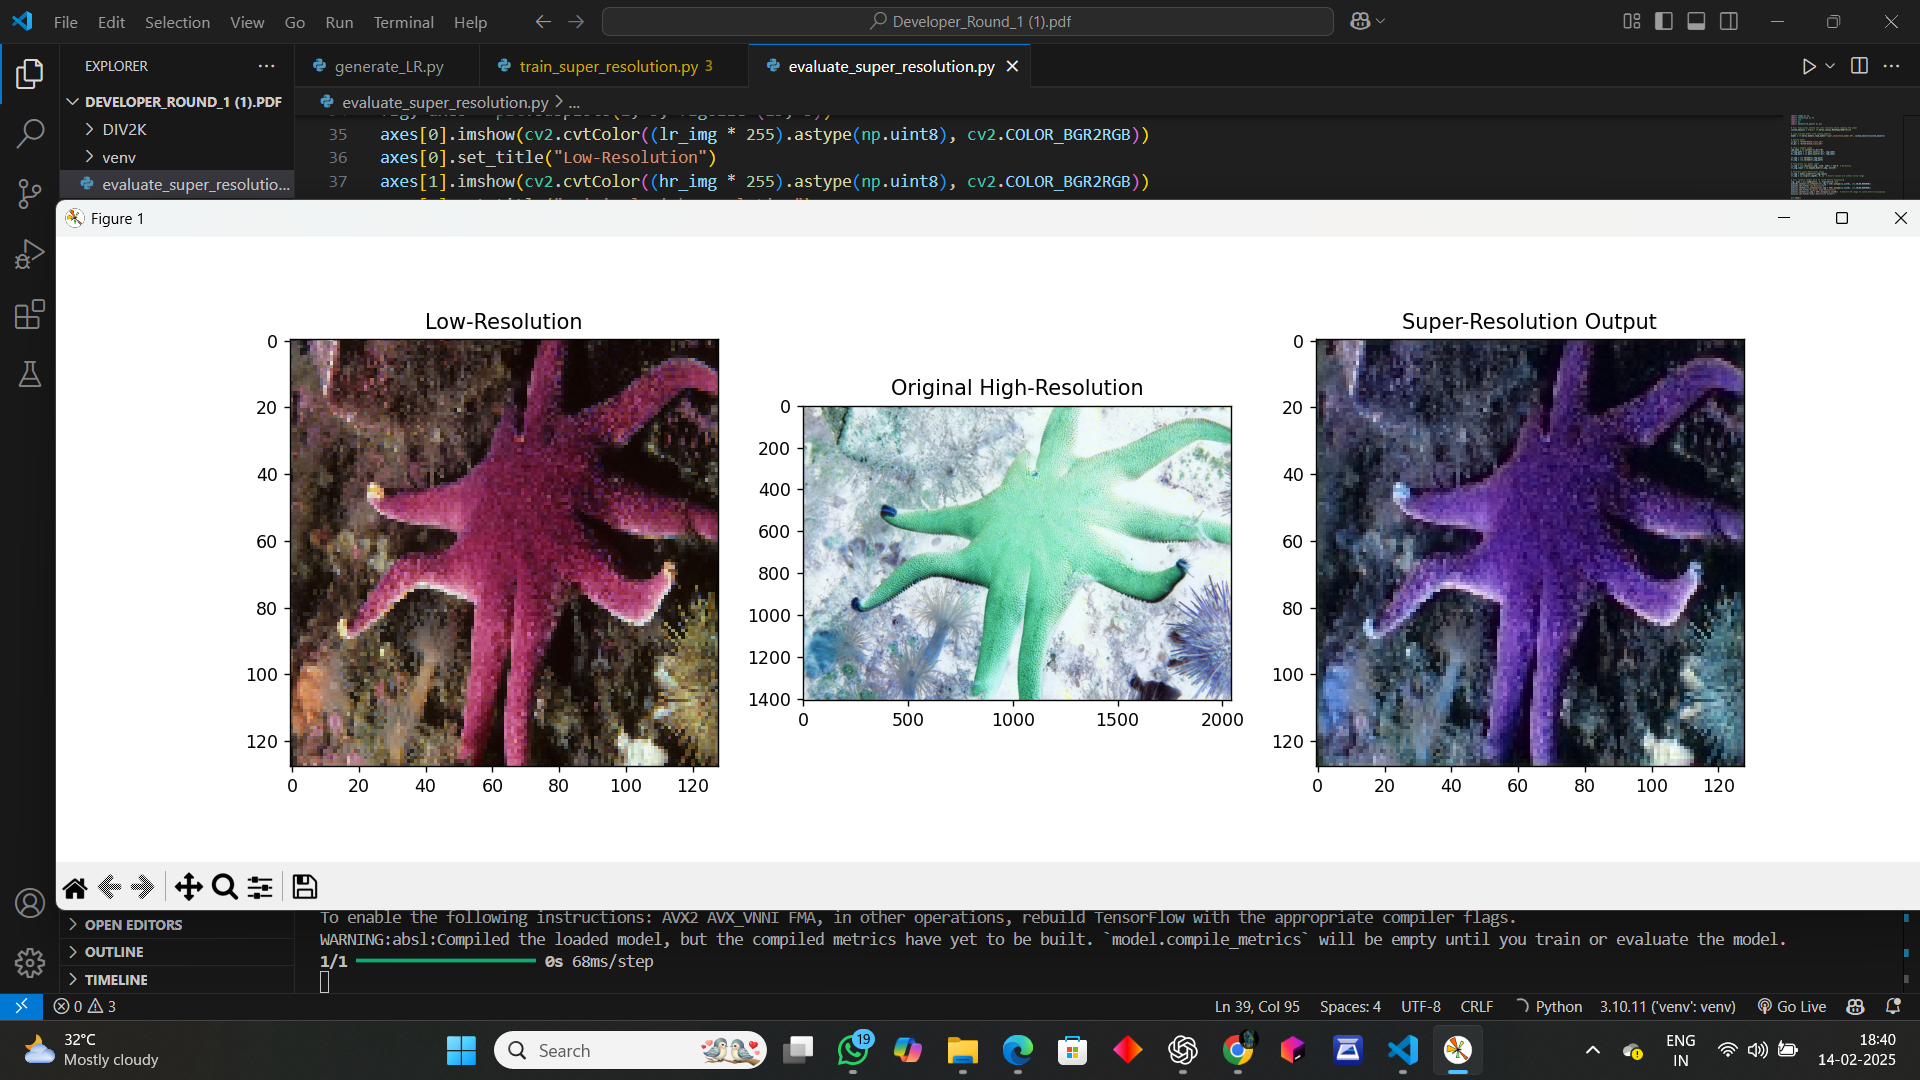 File Edit Selection View Go Run Terminal Help
Developer_Round_1 (1).pdf
EXPLORER
generate_LR.py
train_super_resolution.py 3
evaluate_super_resolution.py
DEVELOPER_ROUND_1 (1).PDF
evaluate_super_resolution.py > ...
DIV2K
venv
evaluate_super_resolutio...
35 axes[0].imshow(cv2.cvtColor((lr_img * 255).astype(np.uint8), cv2.COLOR_BGR2RGB))
36 axes[0].set_title("Low-Resolution")
37 axes[1].imshow(cv2.cvtColor((hr_img * 255).astype(np.uint8), cv2.COLOR_BGR2RGB))
Figure 1
Low-Resolution
0
20
40
60
80
100
120
0 20 40 60 80 100 120
Original High-Resolution
0
200
400
600
800
1000
1200
1400
0 500 1000 1500 2000
Super-Resolution Output
0
20
40
60
80
100
120
0 20 40 60 80 100 120
OPEN EDITORS
OUTLINE
TIMELINE
To enable the following instructions: AVX2 AVX_VNNI FMA, in other operations, rebuild TensorFlow with the appropriate compiler flags.
WARNING:absl:Compiled the loaded model, but the compiled metrics have yet to be built. `model.compile_metrics` will be empty until you train or evaluate the model.
1/1 0s 68ms/step
0 3
Ln 39, Col 95 Spaces: 4 UTF-8 CRLF Python 3.10.11 ('venv': venv) Go Live
32°C
Mostly cloudy
Search
19
ENG
IN
18:40
14-02-2025